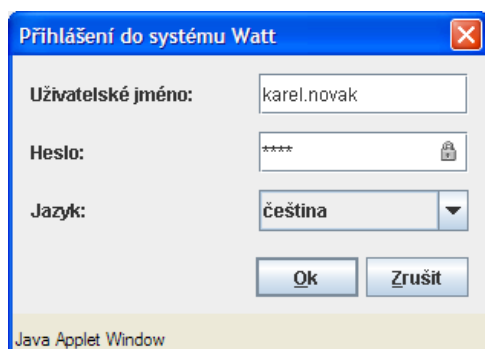 Přihlášení do systému Watt
Uživatelské jméno: karel.novak
Heslo: ****
Jazyk: čeština
Ok Zrušit
Java Applet Window